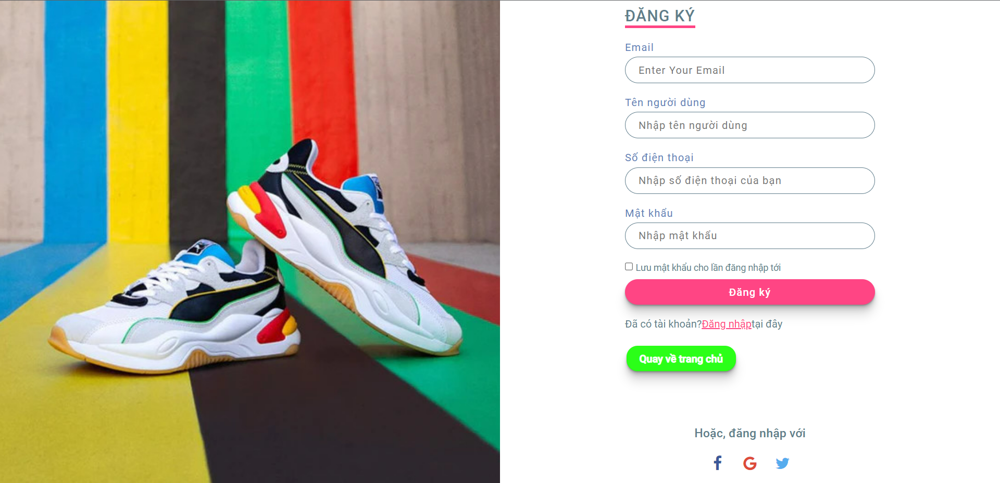 ĐĂNG KÝ
Email
Enter Your Email
Tên người dùng
Nhập tên người dùng
Số điện thoại
Nhập số điện thoại của bạn
Mật khẩu
Nhập mật khẩu
Lưu mật khẩu cho lần đăng nhập tới
Đăng ký
Đã có tài khoản?Đăng nhậptại đây
Quay về trang chủ
Hoặc, đăng nhập với